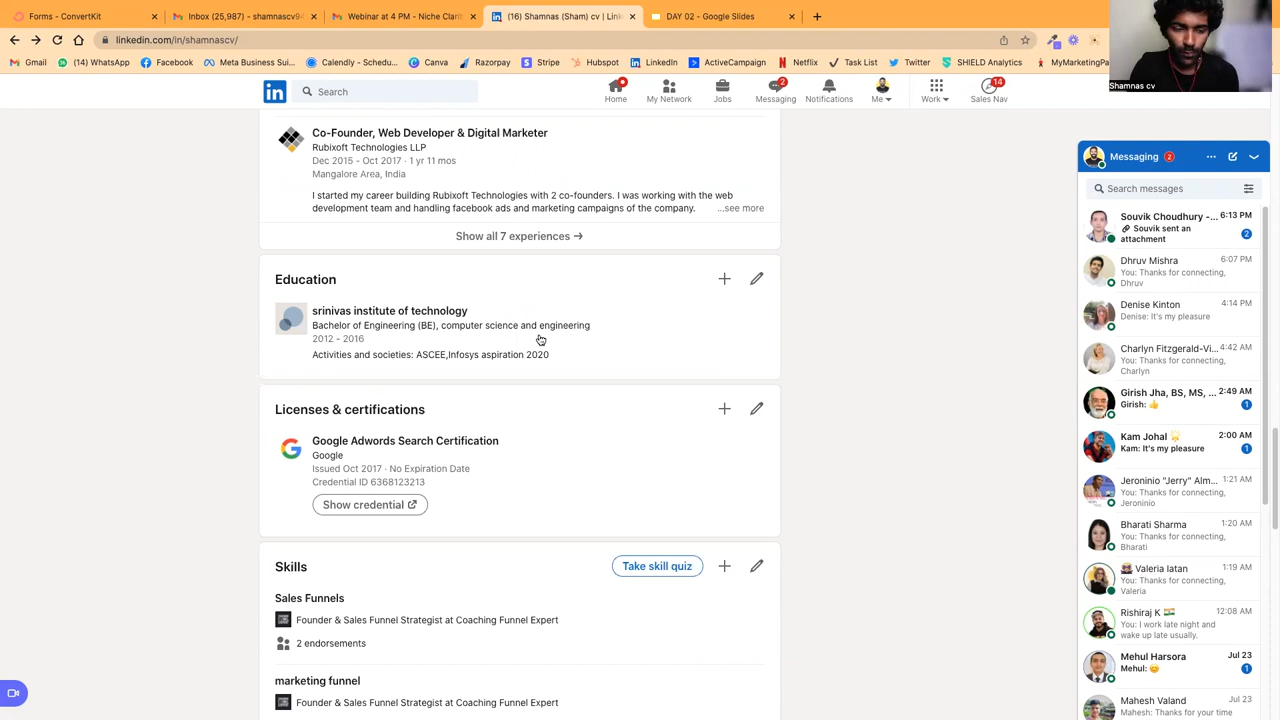 Forms - ConvertKit
Inbox (25,987) - shamnascv9
Webinar at 4 PM - Niche Clarit
(16) Shamnas (Sham) cv | Link
DAY 02 - Google Slides
linkedin.com/in/shamnascv/
Gmail
(14) WhatsApp
Facebook
Meta Business Sui...
Calendly - Schedu...
Canva
Razorpay
Stripe
Hubspot
LinkedIn
ActiveCampaign
Netflix
Task List
Twitter
SHIELD Analytics
MyMarketingPa
Shamnas cv
in
Search
Home
My Network
Jobs
2
Messaging
Notifications
Me
Work
14
Sales Nav
Co-Founder, Web Developer & Digital Marketer
Rubixoft Technologies LLP
Dec 2015 - Oct 2017 · 1 yr 11 mos
Mangalore Area, India
I started my career building Rubixoft Technologies with 2 co-founders. I was working with the web
development team and handling facebook ads and marketing campaigns of the company. ...see more
Show all 7 experiences →
Education
srinivas institute of technology
Bachelor of Engineering (BE), computer science and engineering
2012 - 2016
Activities and societies: ASCEE,Infosys aspiration 2020
Licenses & certifications
Google Adwords Search Certification
Google
Issued Oct 2017 · No Expiration Date
Credential ID 6368123213
Show credential
Skills
Take skill quiz
Sales Funnels
Founder & Sales Funnel Strategist at Coaching Funnel Expert
2 endorsements
marketing funnel
Founder & Sales Funnel Strategist at Coaching Funnel Expert
Messaging 2
Search messages
Souvik Choudhury -... 6:13 PM
Souvik sent an
attachment
2
Dhruv Mishra 6:07 PM
You: Thanks for connecting,
Dhruv
Denise Kinton 4:14 PM
Denise: It's my pleasure
Charlyn Fitzgerald-Vi... 4:42 AM
You: Thanks for connecting,
Charlyn
Girish Jha, BS, MS, ... 2:49 AM
Girish: 👍
1
Kam Johal 2:00 AM
Kam: It's my pleasure
1
Jeroninio "Jerry" Alm... 1:21 AM
You: Thanks for connecting,
Jeroninio
Bharati Sharma 1:20 AM
You: Thanks for connecting,
Bharati
Valeria Iatan 1:19 AM
You: Thanks for connecting,
Valeria
Rishiraj K 🇮🇳 12:08 AM
You: I work late night and
wake up late usually.
Mehul Harsora Jul 23
Mehul: 😊
1
Mahesh Valand Jul 23
Mahesh: Thanks for your time